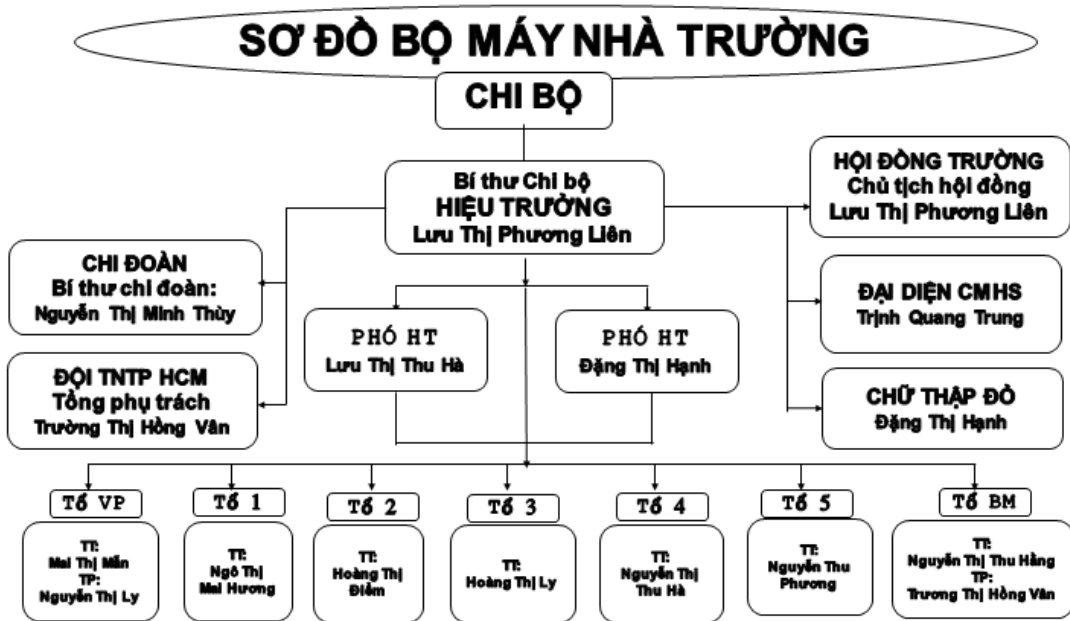 SƠ ĐỒ BỘ MÁY NHÀ TRƯỜNG
CHI BỘ
Bí thư Chi bộ
HIỆU TRƯỞNG
Lưu Thị Phương Liên
HỘI ĐỒNG TRƯỜNG
Chủ tịch hội đồng
Lưu Thị Phương Liên
CHI ĐOÀN
Bí thư chi đoàn:
Nguyễn Thị Minh Thùy
ĐẠI DIỆN CMHS
Trịnh Quang Trung
PHÓ HT
Lưu Thị Thu Hà
PHÓ HT
Đặng Thị Hạnh
ĐỘI TNTP HCM
Tổng phụ trách
Trường Thị Hồng Vân
CHỮ THẬP ĐỎ
Đặng Thị Hạnh
Tổ VP
TT:
Mai Thị Mẫn
TP:
Nguyễn Thị Ly
Tổ 1
TT:
Ngô Thị
Mai Hương
Tổ 2
TT:
Hoàng Thị
Điểm
Tổ 3
TT:
Hoàng Thị Ly
Tổ 4
TT:
Nguyễn Thị
Thu Hà
Tổ 5
TT:
Nguyễn Thu
Phương
Tổ BM
TT:
Nguyễn Thị Thu Hằng
TP:
Trương Thị Hồng Vân